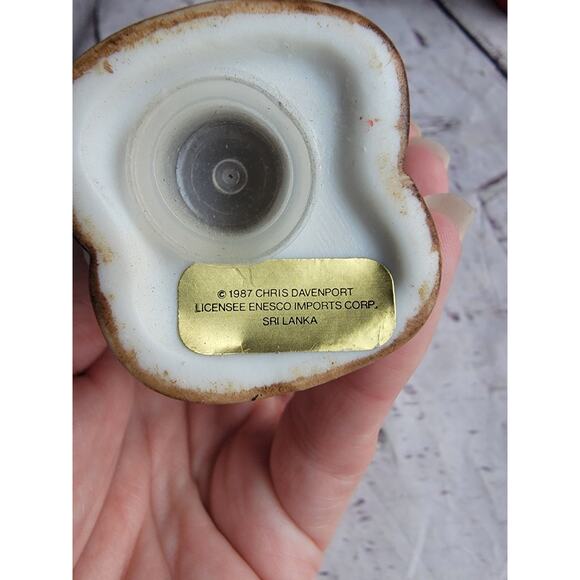 © 1987 CHRIS DAVENPORT
LICENSEE ENESCO IMPORTS CORP.
SRI LANKA